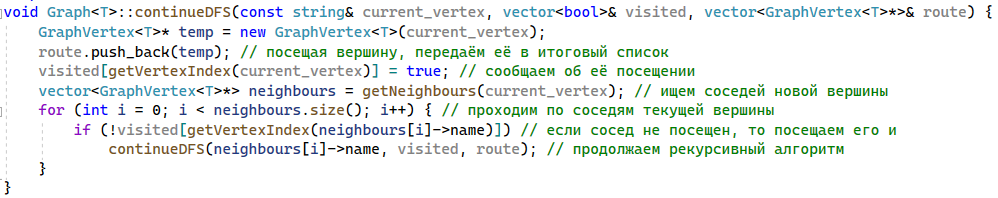 void Graph<T>::continueDFS(const string& current_vertex, vector<bool>& visited, vector<GraphVertex<T>*>& route) {
    GraphVertex<T>* temp = new GraphVertex<T>(current_vertex);
    route.push_back(temp); // посещая вершину, передаём её в итоговый список
    visited[getVertexIndex(current_vertex)] = true; // сообщаем об её посещении
    vector<GraphVertex<T>*> neighbours = getNeighbours(current_vertex); // ищем соседей новой вершины
    for (int i = 0; i < neighbours.size(); i++) { // проходим по соседям текущей вершины
        if (!visited[getVertexIndex(neighbours[i]->name)]) // если сосед не посещен, то посещаем его и
            continueDFS(neighbours[i]->name, visited, route); // продолжаем рекурсивный алгоритм
    }
}